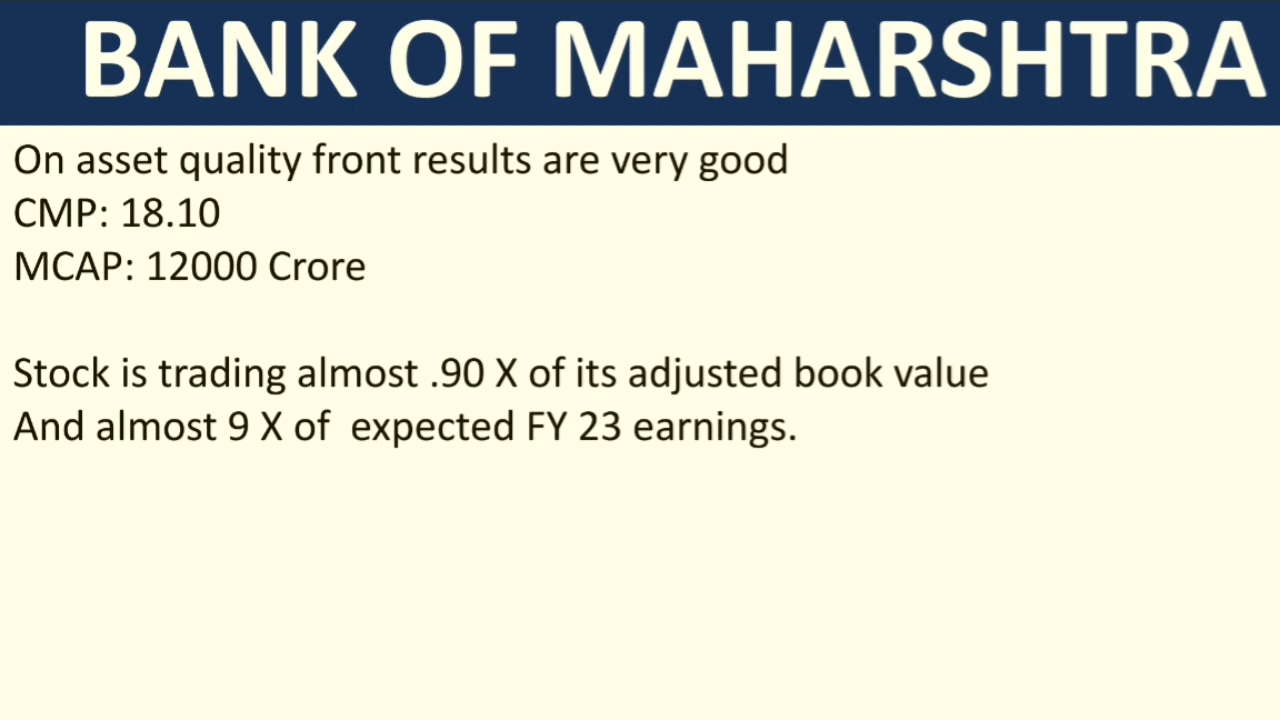 BANK OF MAHARSHTRA
On asset quality front results are very good
CMP: 18.10
MCAP: 12000 Crore
Stock is trading almost .90 X of its adjusted book value
And almost 9 X of  expected FY 23 earnings.